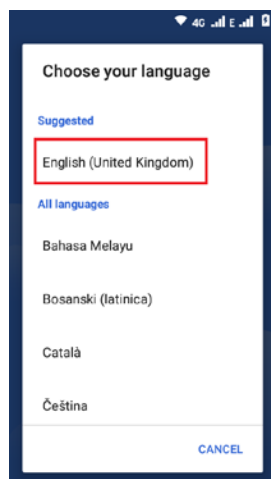 4G E
Choose your language
Suggested
English (United Kingdom)
All languages
Bahasa Melayu
Bosanski (latinica)
Català
Čeština
CANCEL